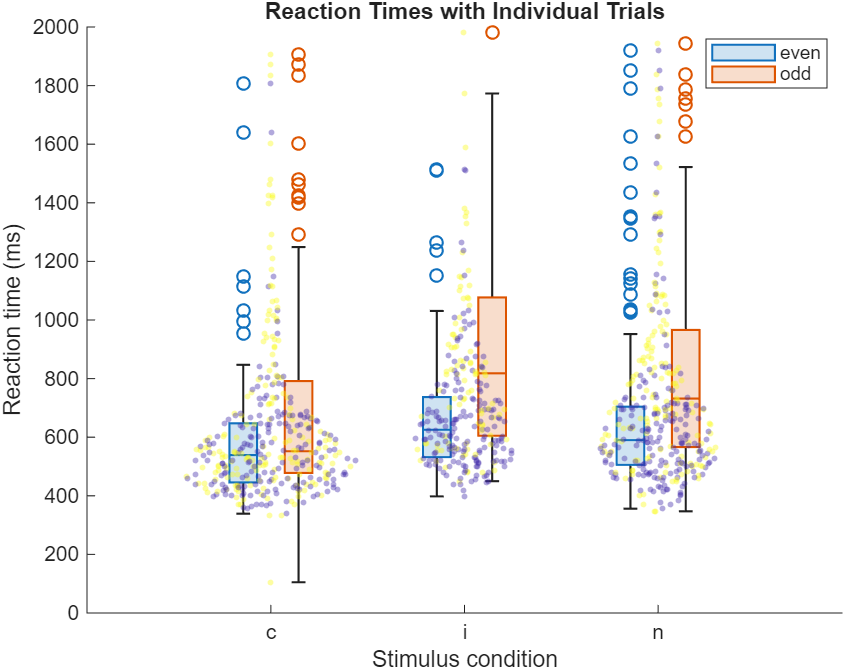 Reaction Times with Individual Trials
2000
1800
1600
1400
1200
1000
800
600
400
200
0
Reaction time (ms)
even
odd
c
i
n
Stimulus condition